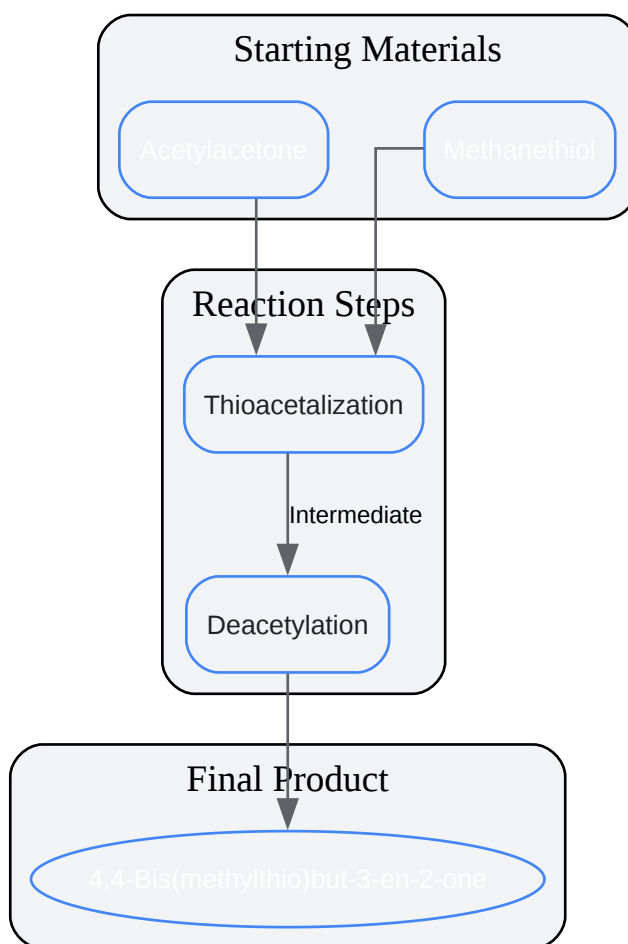 Starting Materials
Acetylacetone
Methanethiol
Reaction Steps
Thioacetalization
Intermediate
Deacetylation
Final Product
4,4-Bis(methylthio)but-3-en-2-one